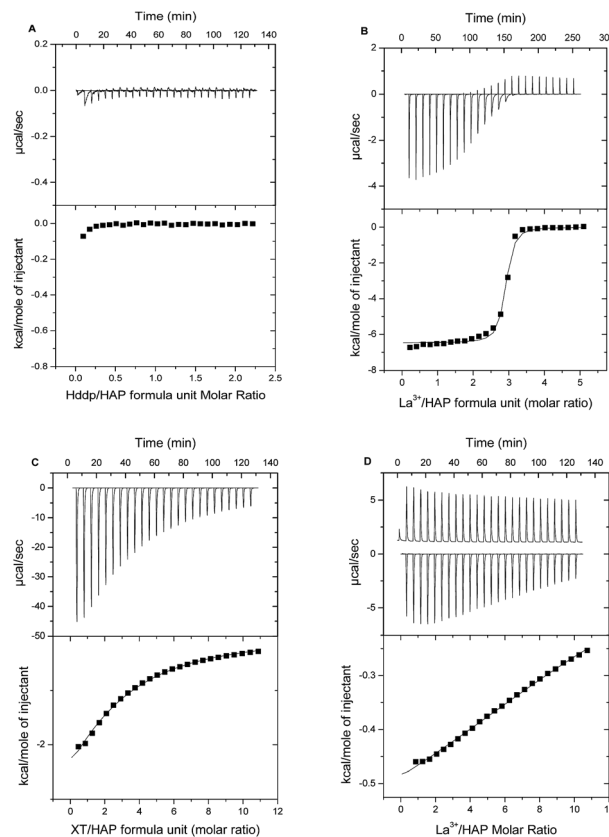 Time (min)
0 20 40 60 80 100 120 140
A
0.2
0.0
-0.2
-0.4
µcal/sec
0.0
-0.2
-0.4
-0.6
-0.8
kcal/mole of injectant
0.0 0.5 1.0 1.5 2.0 2.5
Hddp/HAP formula unit Molar Ratio
Time (min)
0 50 100 150 200 250 300
B
2
0
-2
-4
µcal/sec
0
-2
-4
-6
-8
kcal/mole of injectant
0 1 2 3 4 5
La³⁺/HAP formula unit (molar ratio)
Time (min)
0 20 40 60 80 100 120 140
C
0
-10
-20
-30
-40
-50
µcal/sec
-2
kcal/mole of injectant
0 2 4 6 8 10 12
XT/HAP formula unit (molar ratio)
Time (min)
0 20 40 60 80 100 120 140
D
5
0
-5
µcal/sec
-0.3
-0.4
-0.5
kcal/mole of injectant
0 2 4 6 8 10
La³⁺/HAP Molar Ratio